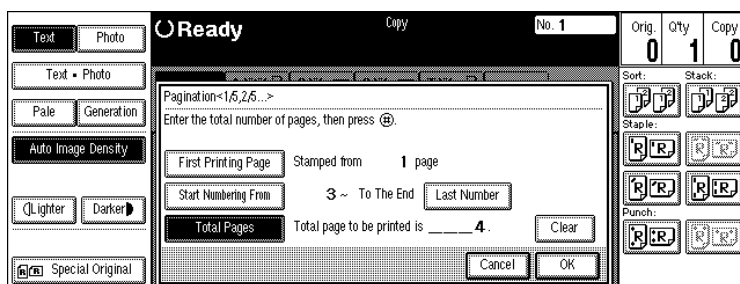 Text Photo
Text • Photo
Pale Generation
Auto Image Density
Lighter Darker
Special Original
Ready
Copy
No. 1
Pagination<1/5,2/5...>
Enter the total number of pages, then press #.
First Printing Page Stamped from 1 page
Start Numbering From 3 ~ To The End Last Number
Total Pages Total page to be printed is _____4. Clear
Cancel OK
Orig. Q'ty Copy
0 1 0
Sort: Stack:
Staple:
Punch: